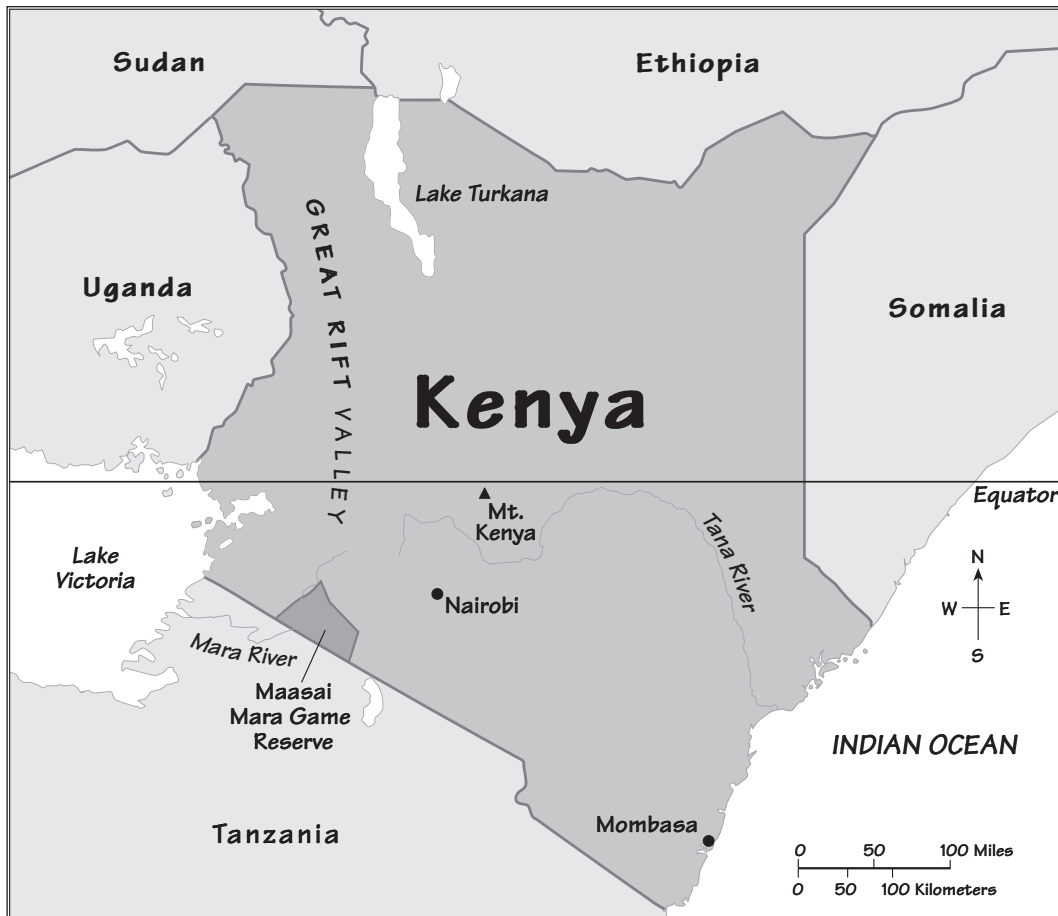 Sudan
Ethiopia
Lake Turkana
GREAT RIFT VALLEY
Uganda
Somalia
Kenya
Equator
Mt.
Kenya
Tana River
Lake
Victoria
N
W E
S
Nairobi
Mara River
Maasai
Mara Game
Reserve
INDIAN OCEAN
Tanzania
Mombasa
0 50 100 Miles
0 50 100 Kilometers